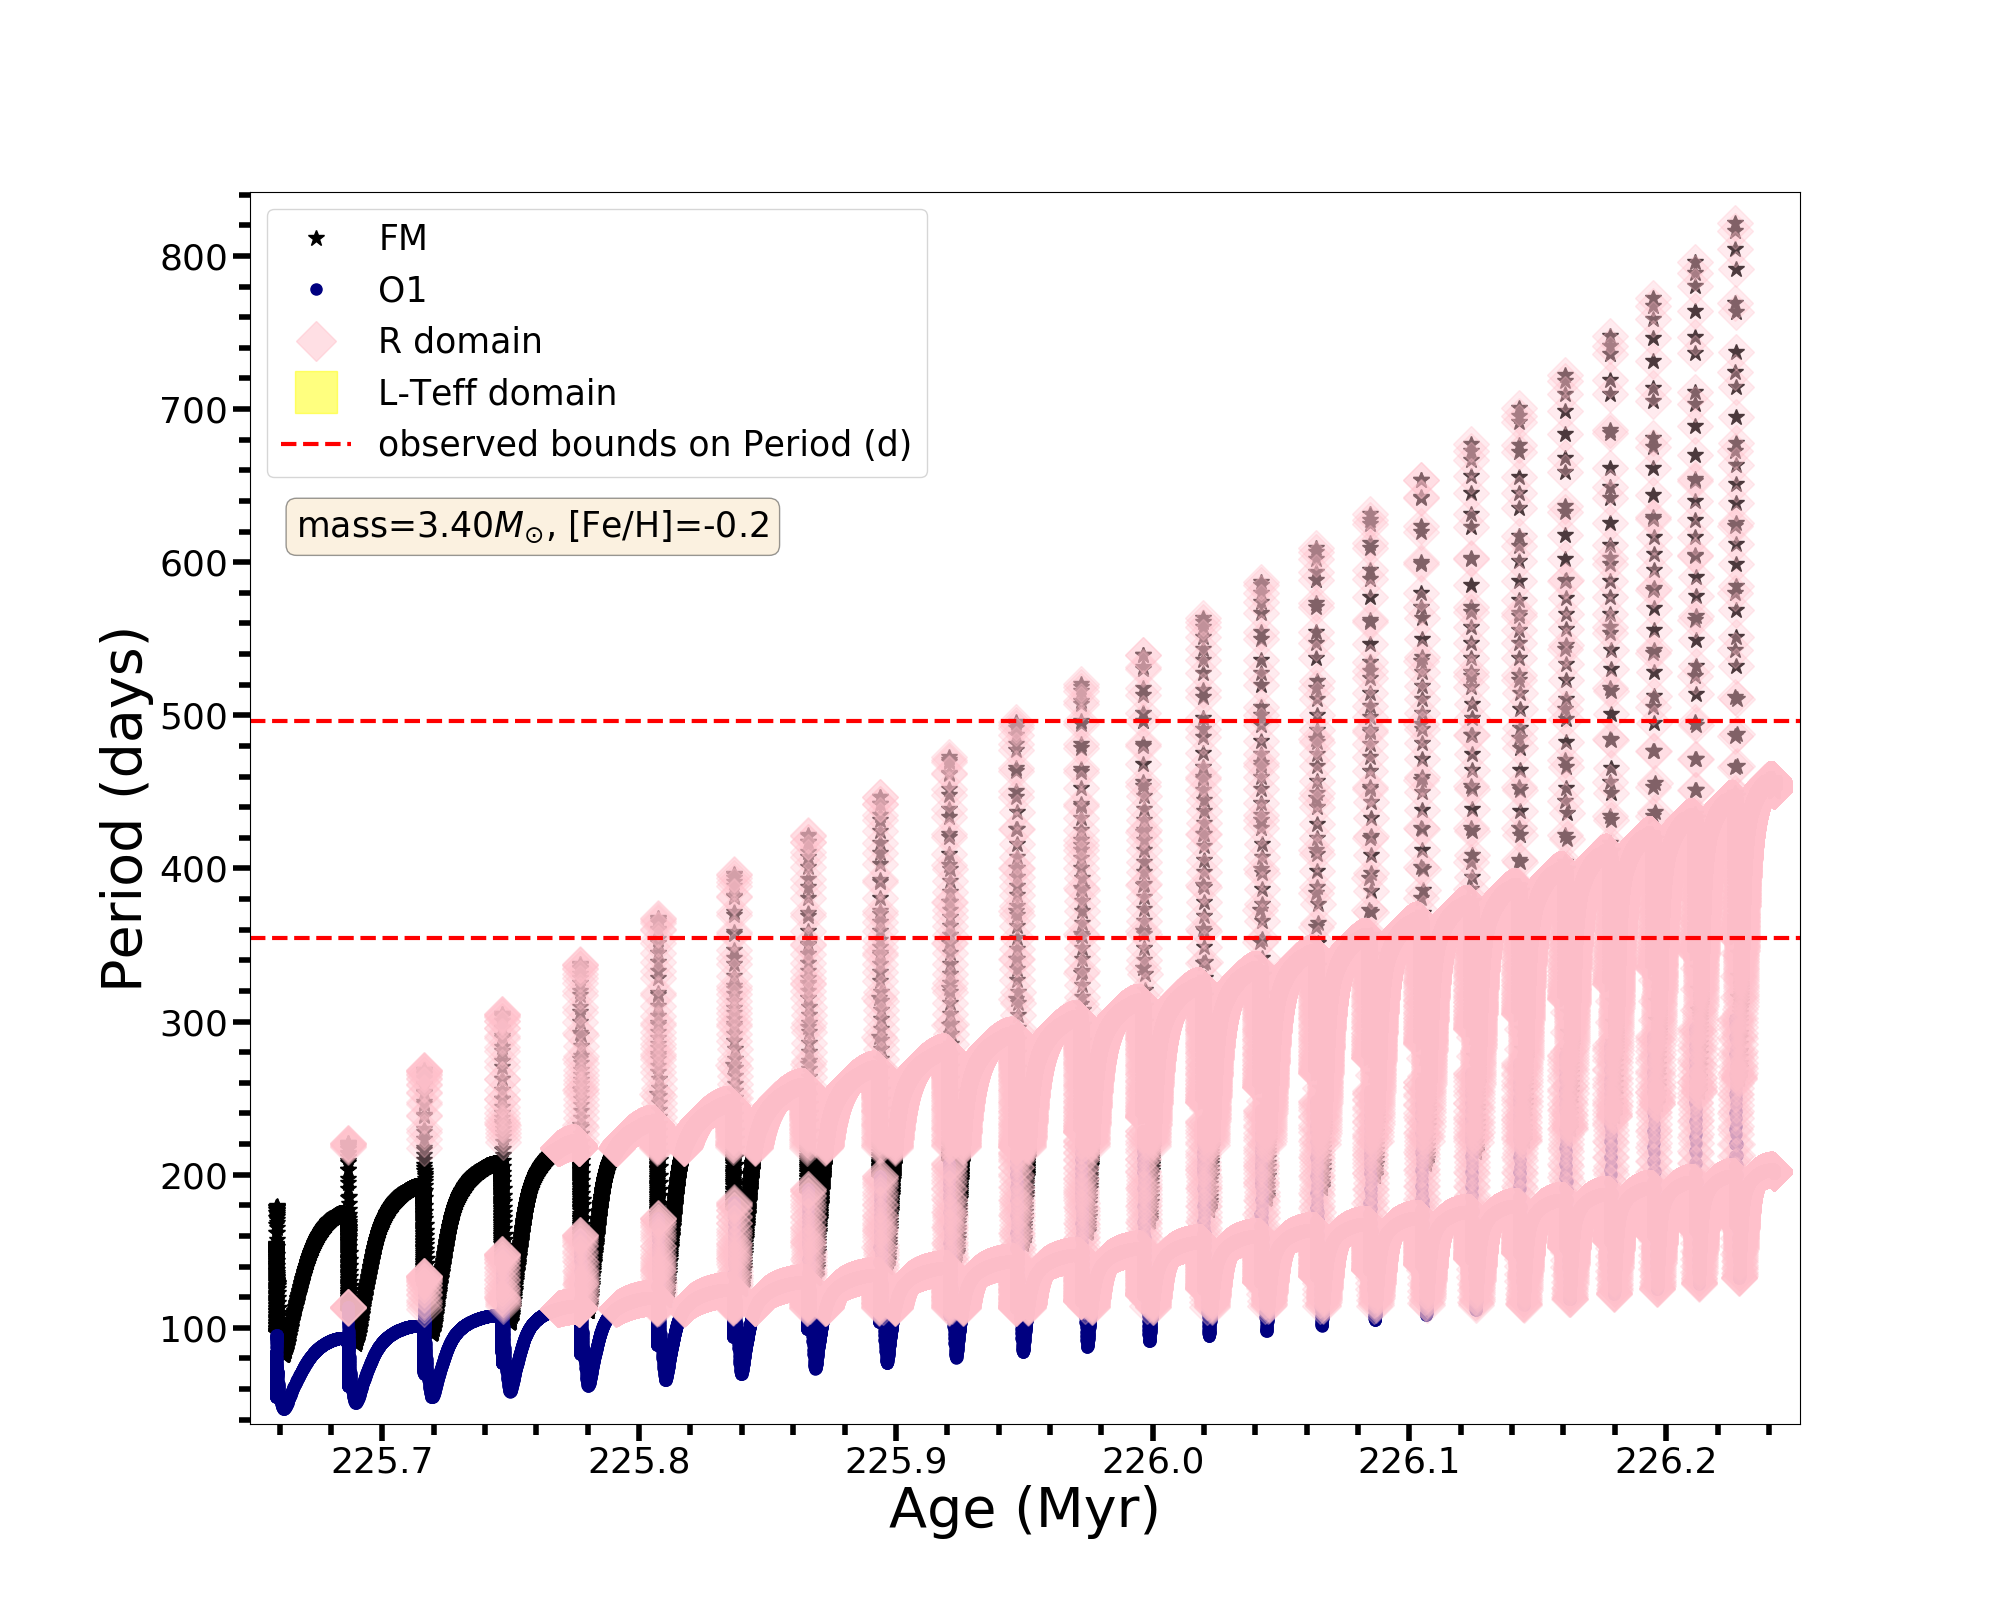 FM
O1
R domain
L-Teff domain
observed bounds on Period (d)
mass=3.40M☉, [Fe/H]=-0.2
Period (days)
800
700
600
500
400
300
200
100
225.7 225.8 225.9 226.0 226.1 226.2
Age (Myr)